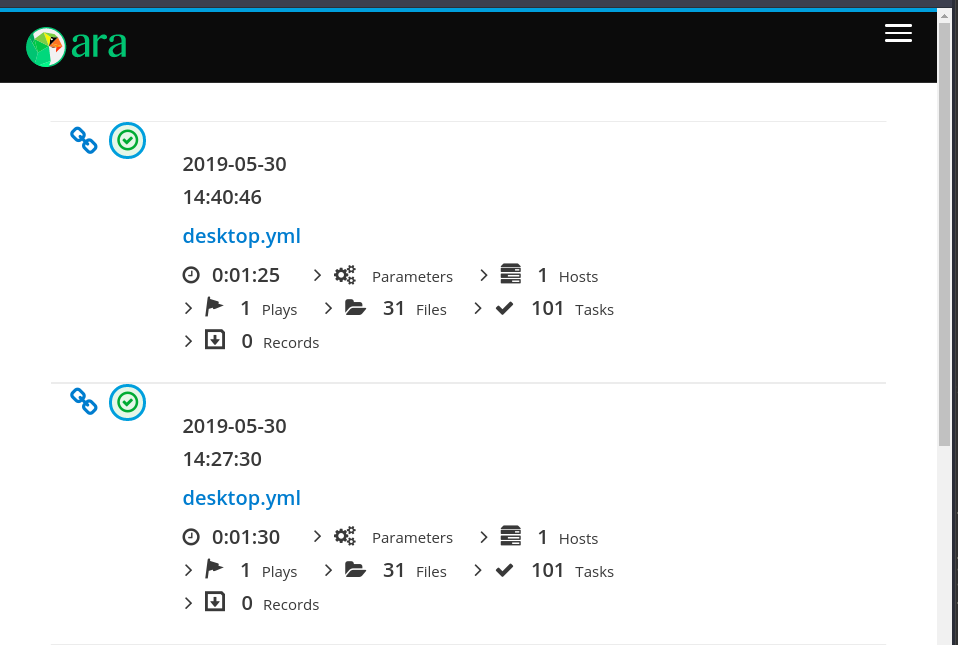 ara
2019-05-30
14:40:46
desktop.yml
0:01:25 Parameters 1 Hosts
1 Plays 31 Files 101 Tasks
0 Records
2019-05-30
14:27:30
desktop.yml
0:01:30 Parameters 1 Hosts
1 Plays 31 Files 101 Tasks
0 Records